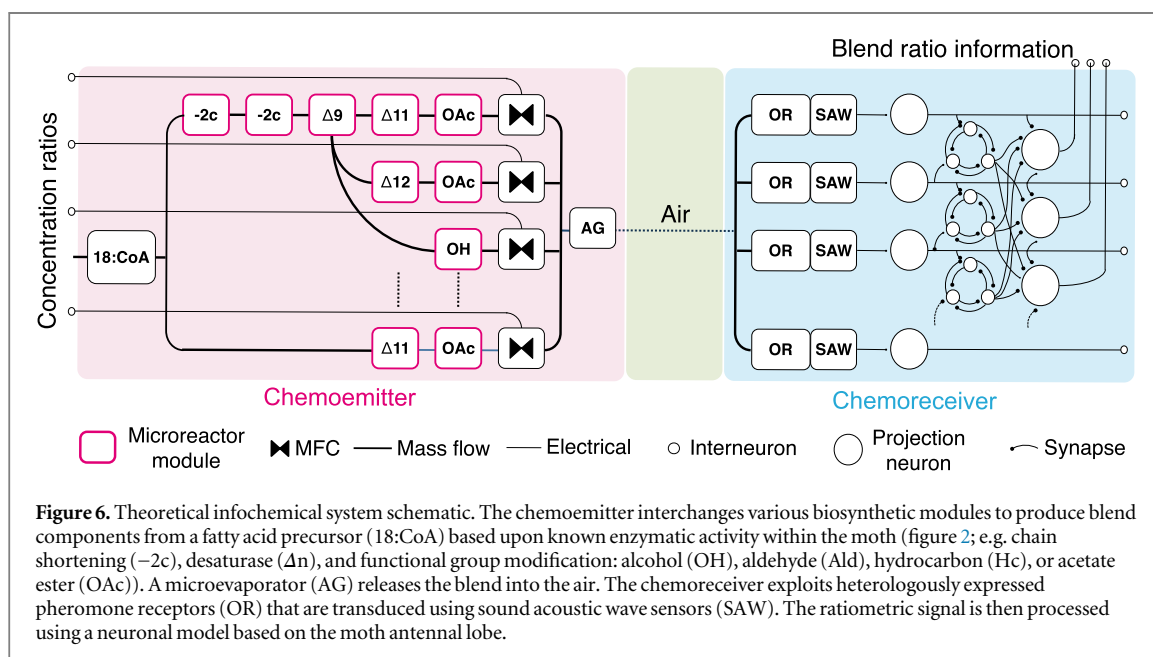 Blend ratio information
Concentration ratios
-2c
-2c
Δ9
Δ11
OAc
OR
SAW
Δ12
OAc
OR
SAW
18:CoA
OH
AG
Air
OR
SAW
Δ11
OAc
OR
SAW
Chemoemitter
Chemoreceiver
Microreactor
module
MFC
Mass flow
Electrical
Interneuron
Projection
neuron
Synapse
Figure 6. Theoretical infochemical system schematic. The chemoemitter interchanges various biosynthetic modules to produce blend
components from a fatty acid precursor (18:CoA) based upon known enzymatic activity within the moth (figure 2; e.g. chain
shortening (−2c), desaturase (Δn), and functional group modification: alcohol (OH), aldehyde (Ald), hydrocarbon (Hc), or acetate
ester (OAc)). A microevaporator (AG) releases the blend into the air. The chemoreceiver exploits heterologously expressed
pheromone receptors (OR) that are transduced using sound acoustic wave sensors (SAW). The ratiometric signal is then processed
using a neuronal model based on the moth antennal lobe.